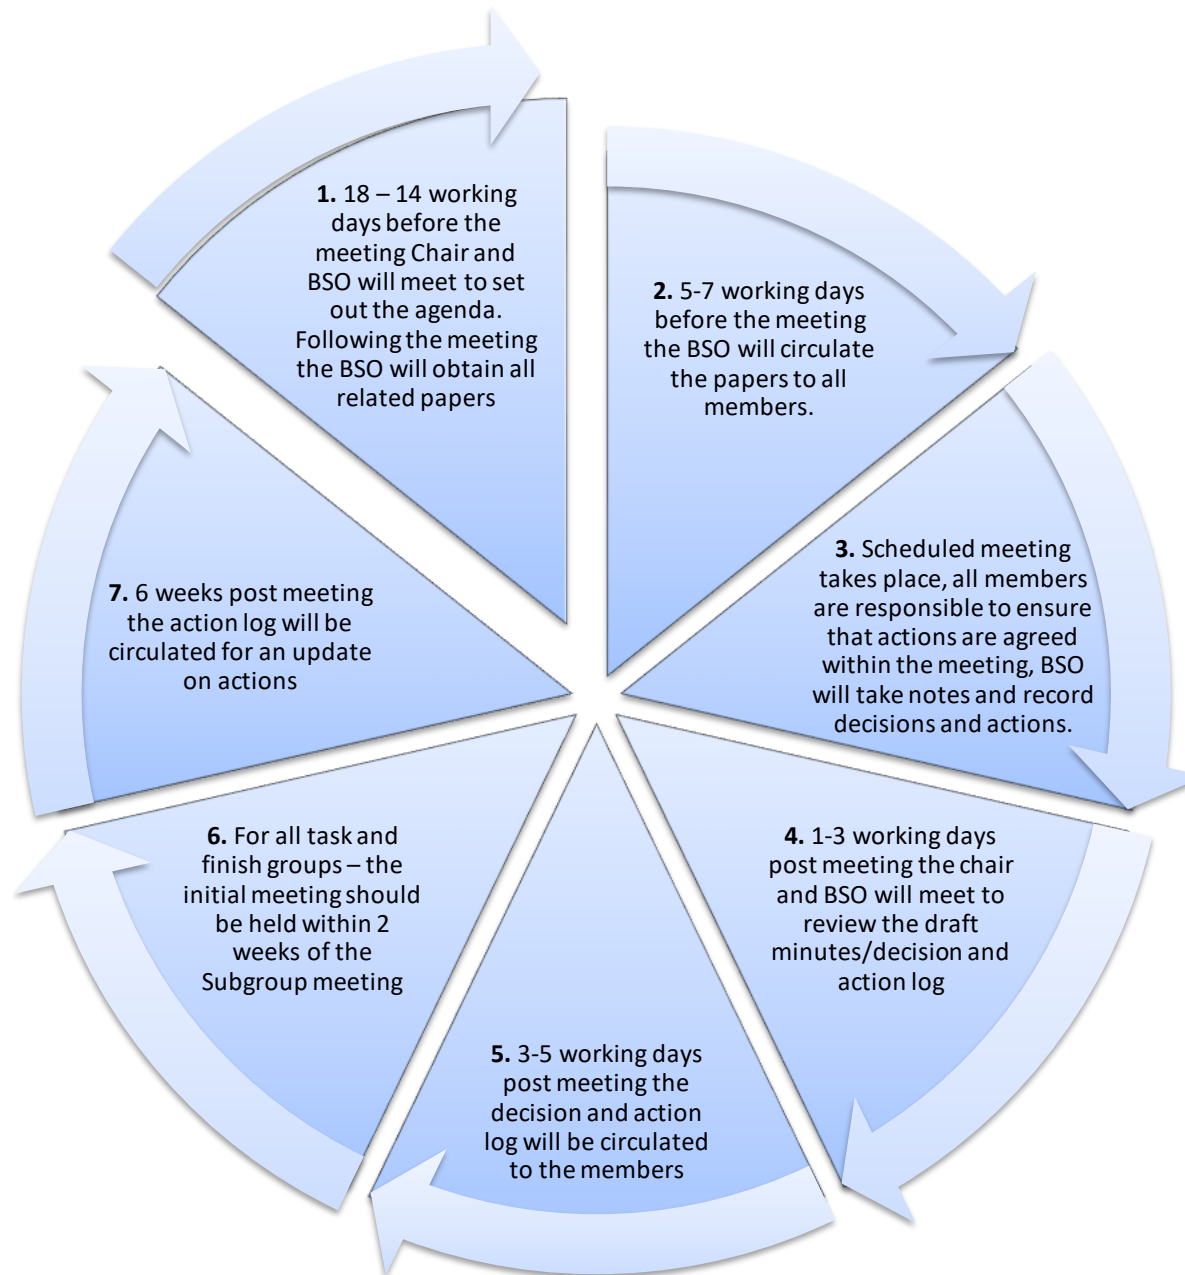 1. 18 – 14 working
days before the
meeting Chair and
BSO will meet to set
out the agenda.
Following the meeting
the BSO will obtain all
related papers
2. 5-7 working days
before the meeting
the BSO will circulate
the papers to all
members.
3. Scheduled meeting
takes place, all members
are responsible to ensure
that actions are agreed
within the meeting, BSO
will take notes and record
decisions and actions.
4. 1-3 working days
post meeting the chair
and BSO will meet to
review the draft
minutes/decision and
action log
5. 3-5 working days
post meeting the
decision and action
log will be circulated
to the members
6. For all task and
finish groups – the
initial meeting should
be held within 2
weeks of the
Subgroup meeting
7. 6 weeks post meeting
the action log will be
circulated for an update
on actions